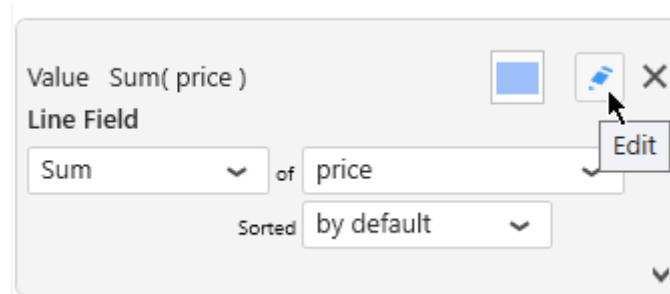 Value Sum( price )
Line Field
Edit
Sum of price
Sorted by default